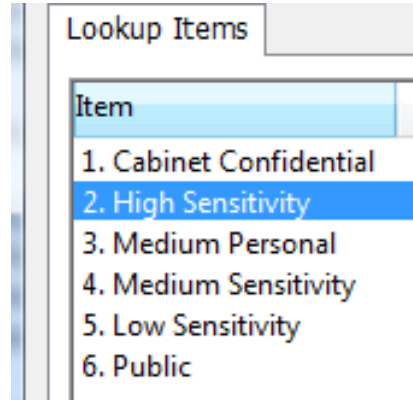 Lookup Items
Item
1. Cabinet Confidential
2. High Sensitivity
3. Medium Personal
4. Medium Sensitivity
5. Low Sensitivity
6. Public